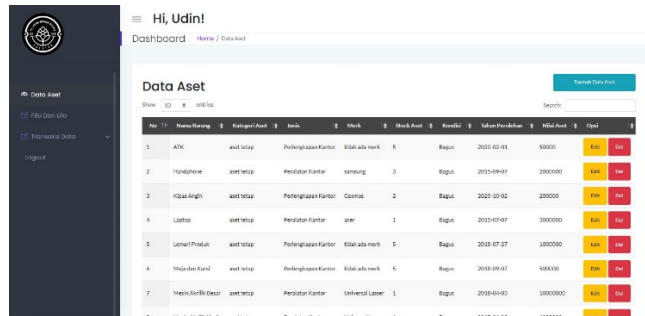 Hi, Udin!
Dashboard Home / Data Aset
Data Aset
Fifo Dan Lifo
Transaksi Data
Logout
Data Aset
Tambah Data Aset
Show 10 entries
Search:
No Nama Barang Kategori Aset Jenis Merk Stock Aset Kondisi Tahun Perolehan Nilai Aset Opsi
1 ATK aset tetap Perlengkapan Kantor tidak ada merk 5 Bagus 2020-02-01 50000 Edit Del
2 Handphone aset tetap Peralatan Kantor samsung 3 Bagus 2015-09-07 2000000 Edit Del
3 Kipas Angin aset tetap Perlengkapan Kantor Cosmos 2 Bagus 2020-10-02 200000 Edit Del
4 Laptop aset tetap Peralatan Kantor acer 1 Bagus 2015-07-07 3000000 Edit Del
5 Lemari Produk aset tetap Perlengkapan Kantor tidak ada merk 5 Bagus 2018-07-27 1000000 Edit Del
6 Meja dan Kursi aset tetap Perlengkapan Kantor tidak ada merk 5 Bagus 2018-09-07 500000 Edit Del
7 Mesin Akrilik Besar aset tetap Peralatan Kantor Universal Lasser 1 Bagus 2018-04-03 10000000 Edit Del